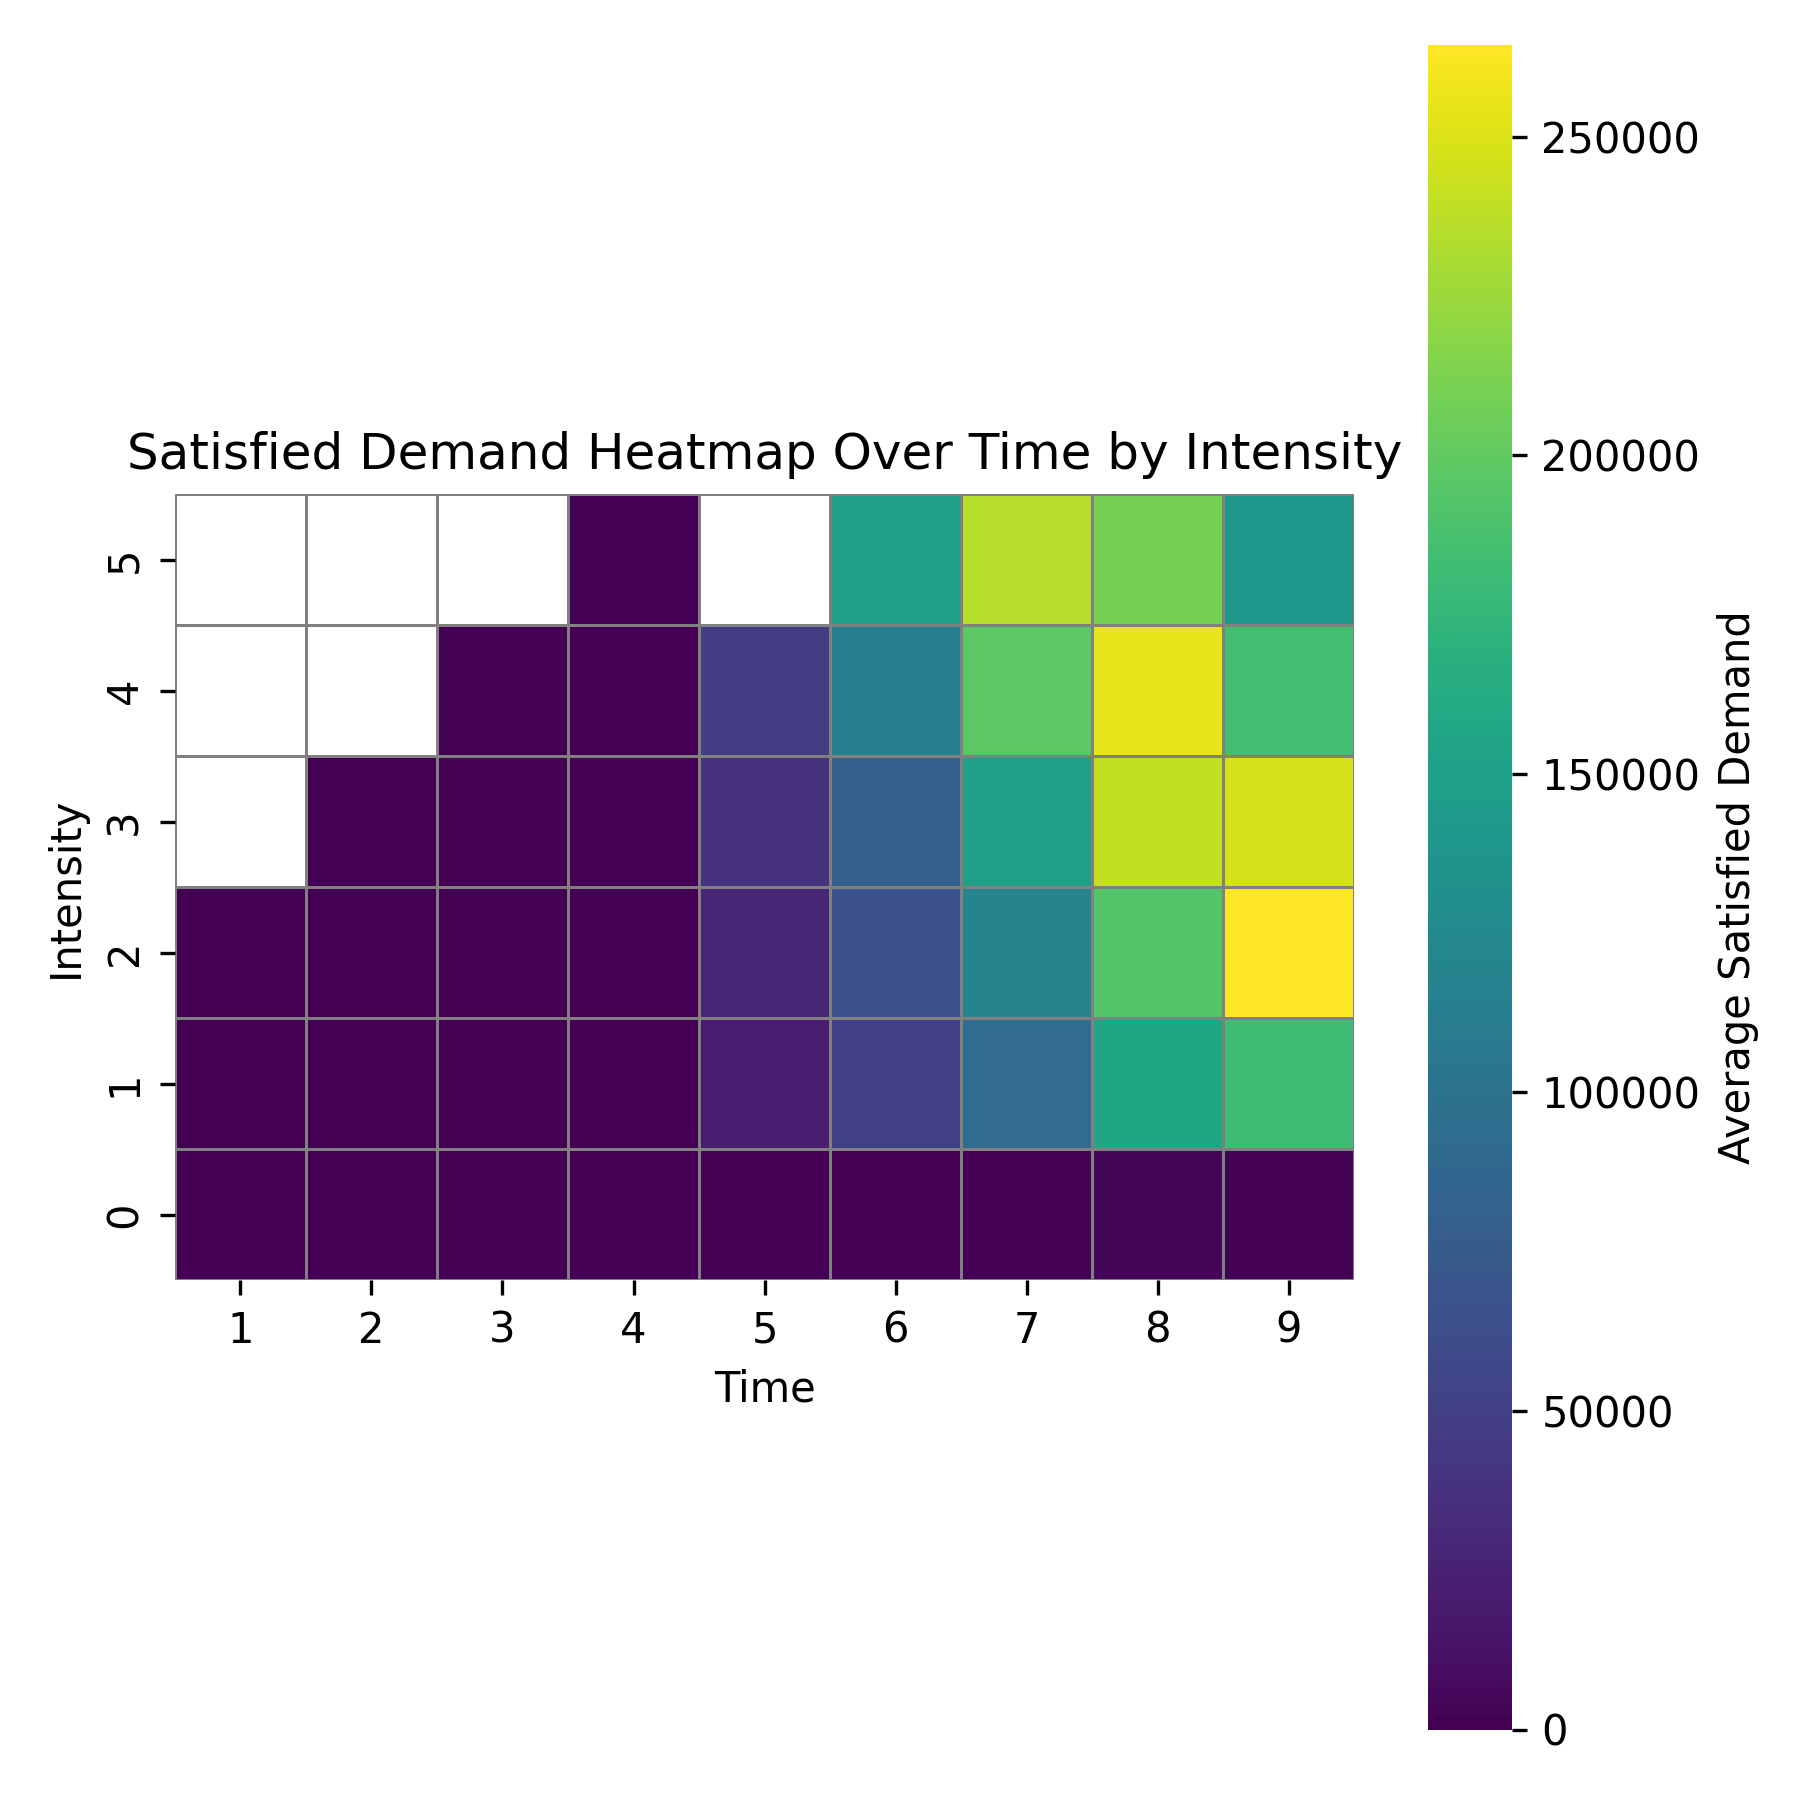 Satisfied Demand Heatmap Over Time by Intensity
Intensity
5
4
3
2
1
0
1 2 3 4 5 6 7 8 9
Time
250000
200000
150000
100000
50000
0
Average Satisfied Demand